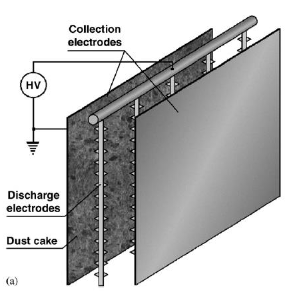 Collection
electrodes
HV
Discharge
electrodes
Dust cake
(a)